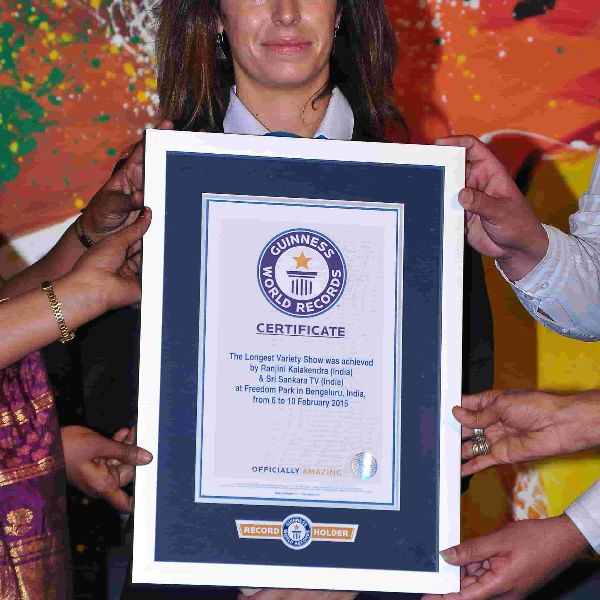 GUINNESS
WORLD RECORDS
CERTIFICATE
The Longest Variety Show was achieved
by Ranjini Kalakendra (India)
& Sri Sankara TV (India)
at Freedom Park in Bengaluru, India,
from 6 to 10 February 2015
OFFICIALLY AMAZING
RECORD HOLDER